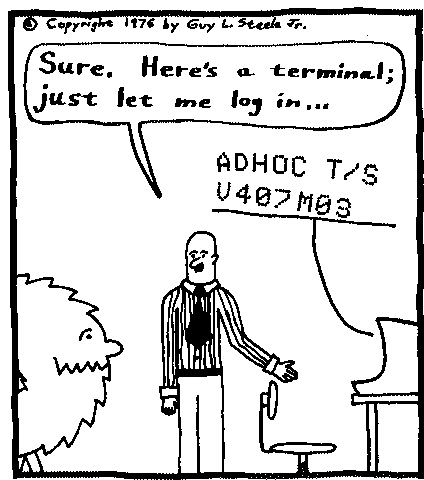 © Copyright 1976 by Guy L. Steele Jr.
Sure. Here's a terminal;
just let me log in...
ADHOC T/S
V407M03